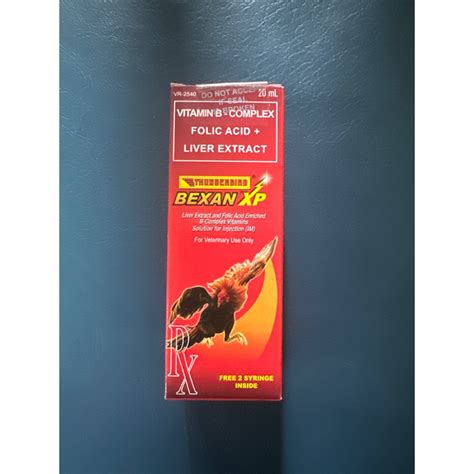 VR-2540
20 mL
DO NOT ACCEPT
IF SEAL
BROKEN
VITAMIN B - COMPLEX
FOLIC ACID +
LIVER EXTRACT
THUNDERBIRD
BEXAN XP
Liver Extract and Folic Acid Enriched
B-Complex Vitamins
Solution for Injection (IM)
For Veterinary Use Only
RX
FREE 2 SYRINGE
INSIDE